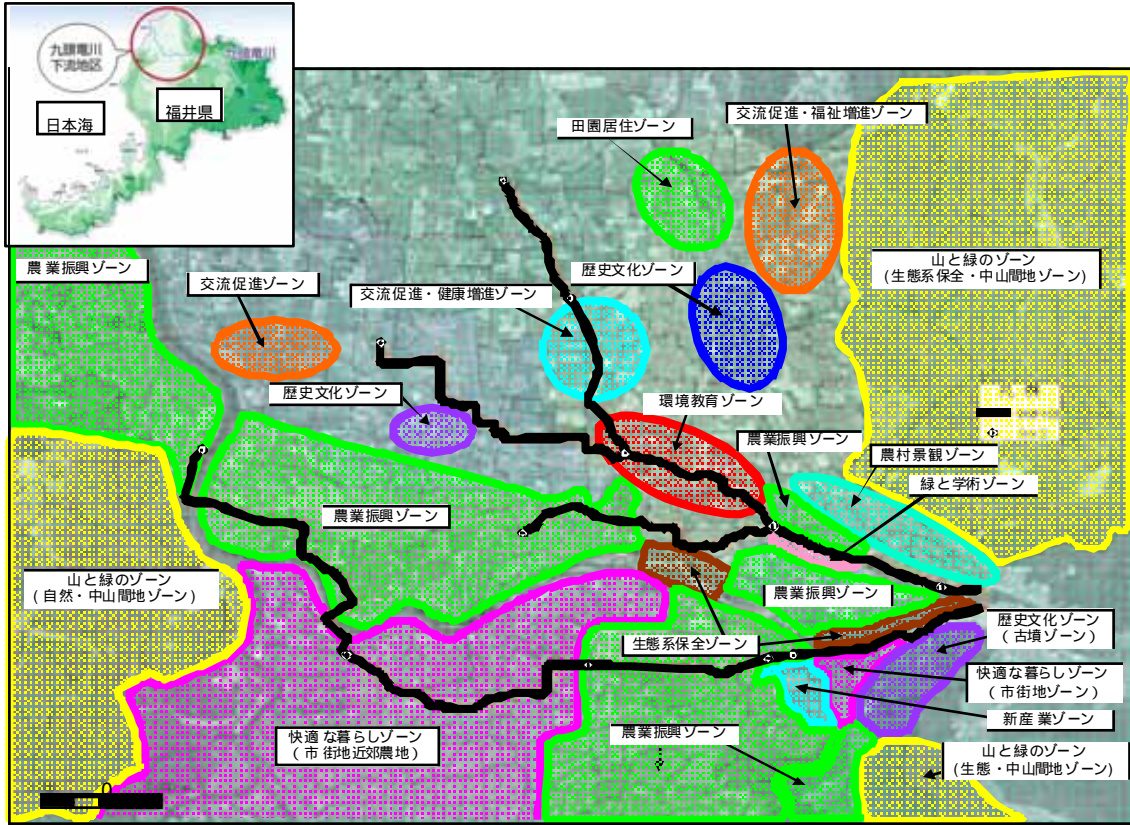 九頭竜川
下流地区
九頭竜川
日本海
福井県
田園居住ゾーン
交流促進・福祉増進ゾーン
農業振興ゾーン
交流促進ゾーン
交流促進・健康増進ゾーン
歴史文化ゾーン
山と緑のゾーン
(生態系保全・中山間地ゾーン)
歴史文化ゾーン
環境教育ゾーン
農業振興ゾーン
農村景観ゾーン
緑と学術ゾーン
農業振興ゾーン
山と緑のゾーン
(自然・中山間地ゾーン)
農業振興ゾーン
生態系保全ゾーン
歴史文化ゾーン
(古墳ゾーン)
快適な暮らしゾーン
(市街地ゾーン)
新産業ゾーン
快適な暮らしゾーン
(市街地近郊農地)
農業振興ゾーン
山と緑のゾーン
(生態・中山間地ゾーン)
0